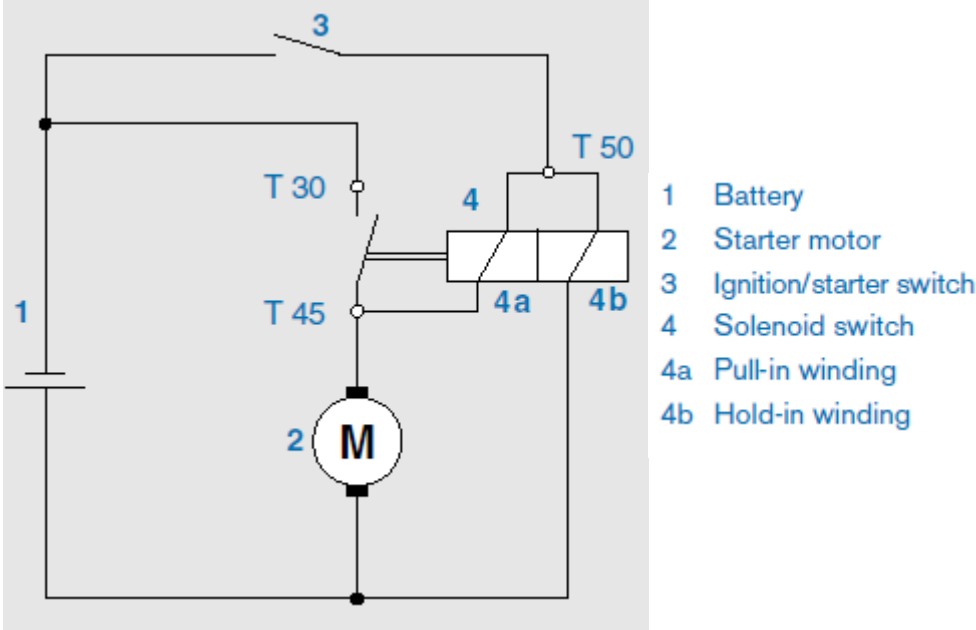 3
T 50
T 30
4
1
4a
4b
T 45
2
M
1 Battery
2 Starter motor
3 Ignition/starter switch
4 Solenoid switch
4a Pull-in winding
4b Hold-in winding